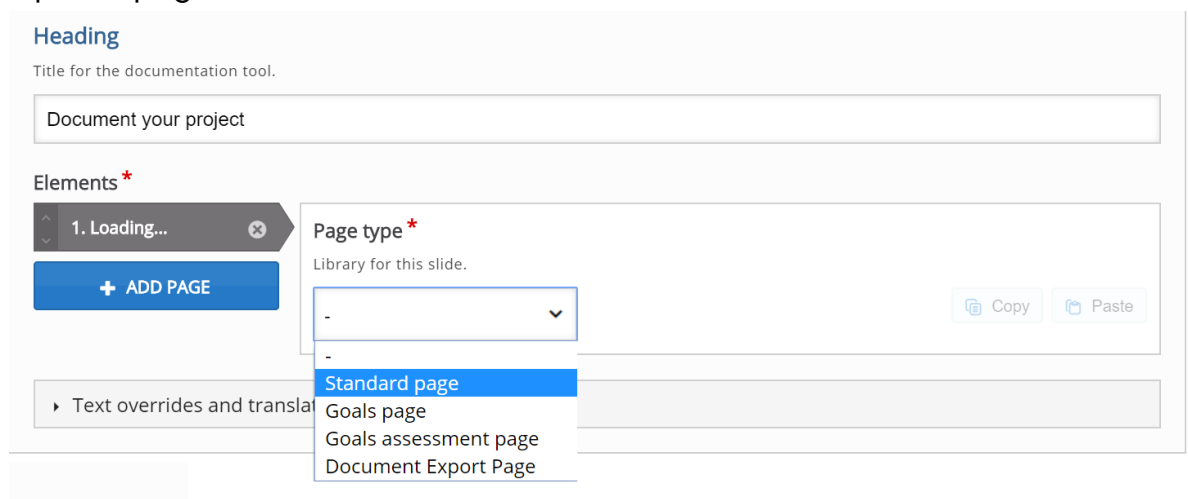 Heading
Title for the documentation tool.
Document your project
Elements *
1. Loading...
Page type *
Library for this slide.
+ ADD PAGE
-
Copy
Paste
-
Standard page
Text overrides and transla
Goals page
Goals assessment page
Document Export Page